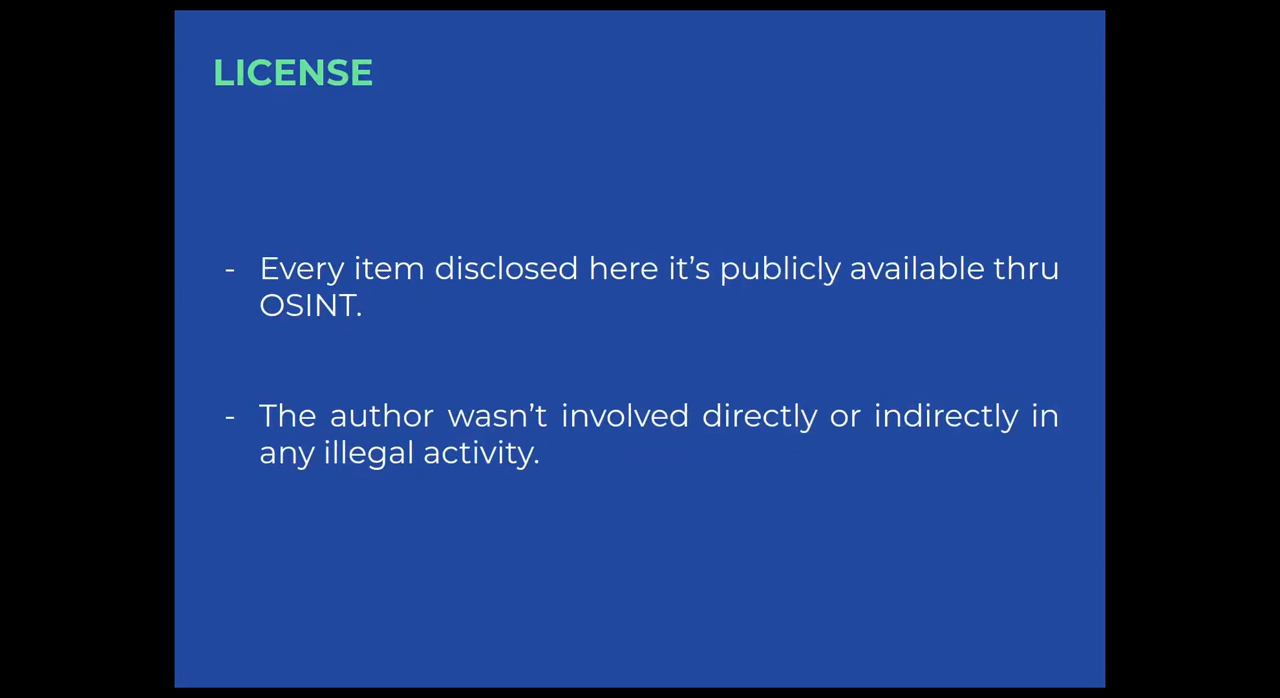 LICENSE
- Every item disclosed here it’s publicly available thru
OSINT.
- The author wasn’t involved directly or indirectly in
any illegal activity.